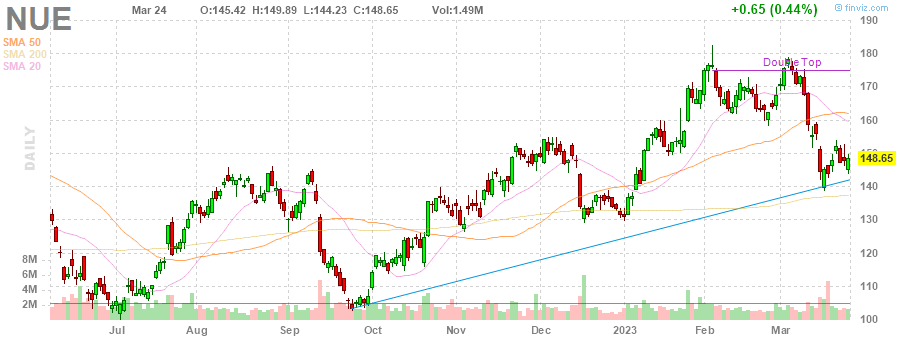 NUE Mar 24 O:145.42 H:149.89 L:144.23 C:148.65 Vol:1.49M +0.65 (0.44%) finviz.com
SMA 50
SMA 200
SMA 20
DAILY
Double Top
190
180
170
160
150
148.65
140
130
120
110
100
8M
6M
4M
2M
Jul Aug Sep Oct Nov Dec 2023 Feb Mar